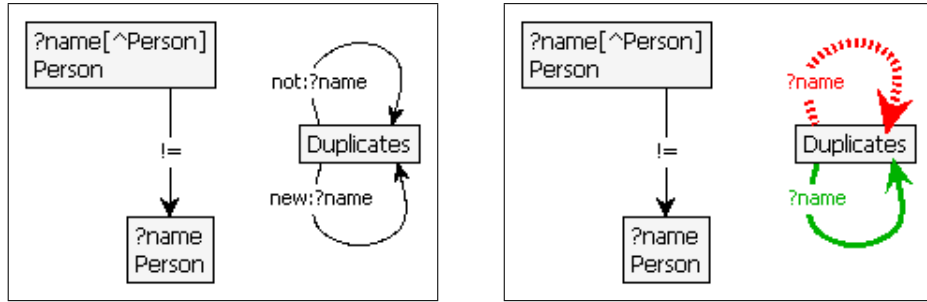 ?name[^Person]
Person
not:?name
!=
Duplicates
new:?name
?name
Person
?name[^Person]
Person
?name
!=
Duplicates
?name
?name
Person